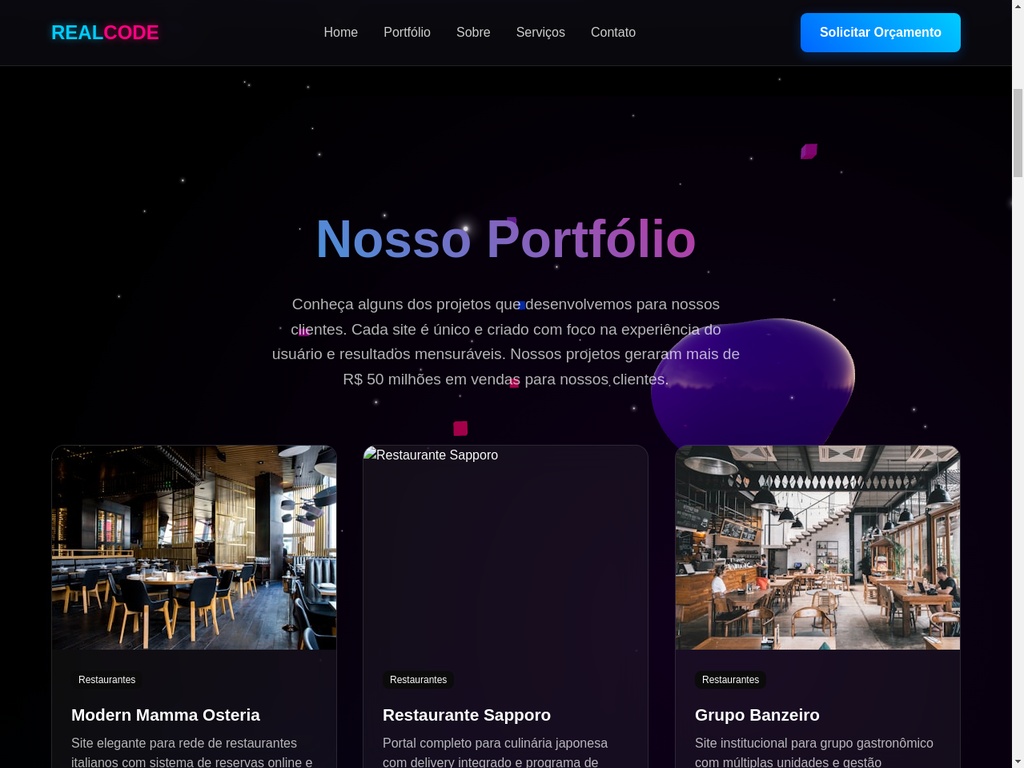 REALCODE
Home
Portfólio
Sobre
Serviços
Contato
Solicitar Orçamento
Nosso Portfólio
Conheça alguns dos projetos que desenvolvemos para nossos
clientes. Cada site é único e criado com foco na experiência do
usuário e resultados mensuráveis. Nossos projetos geraram mais de
R$ 50 milhões em vendas para nossos clientes.
Restaurante Sapporo
Restaurantes
Modern Mamma Osteria
Site elegante para rede de restaurantes
italianos com sistema de reservas online e
Restaurantes
Restaurante Sapporo
Portal completo para culinária japonesa
com delivery integrado e programa de
Restaurantes
Grupo Banzeiro
Site institucional para grupo gastronômico
com múltiplas unidades e gestão